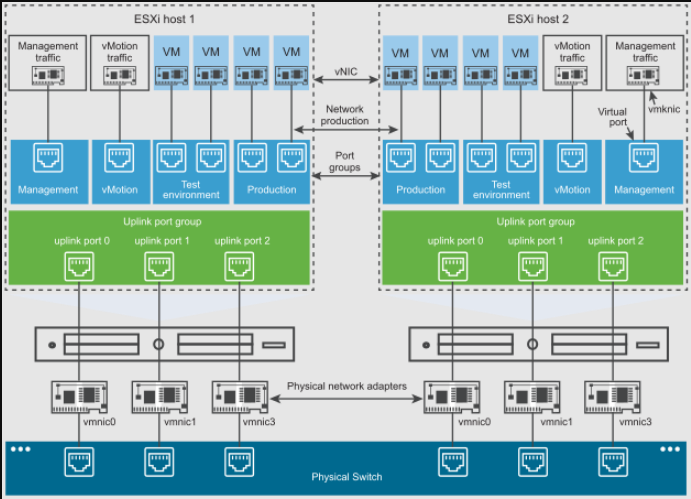 ESXi host 1
ESXi host 2
Management
traffic
vMotion
traffic
VM
VM
VM
VM
vNIC
VM
VM
VM
VM
vMotion
traffic
Management
traffic
Network
production
Virtual
port
vmknic
Port
groups
Management
vMotion
Test
environment
Production
Production
Test
environment
vMotion
Management
Uplink port group
uplink port 0
uplink port 1
uplink port 2
Uplink port group
uplink port 0
uplink port 1
uplink port 2
Physical network adapters
vmnic0
vmnic1
vmnic3
vmnic0
vmnic1
vmnic3
Physical Switch